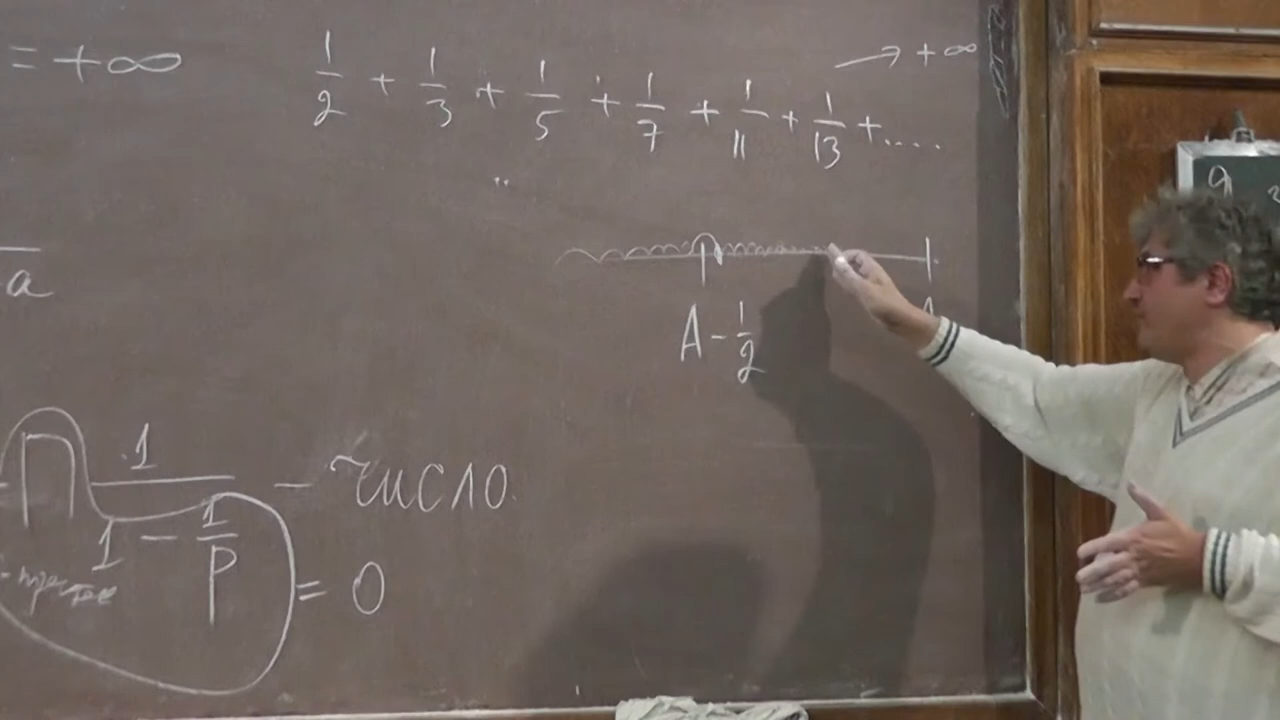 = +∞
1/2 + 1/3 + 1/5 + 1/7 + 1/11 + 1/13 + .... → +∞
a
A - 1/2
A
∏ 1/(1 - 1/p) - число
= 0
9